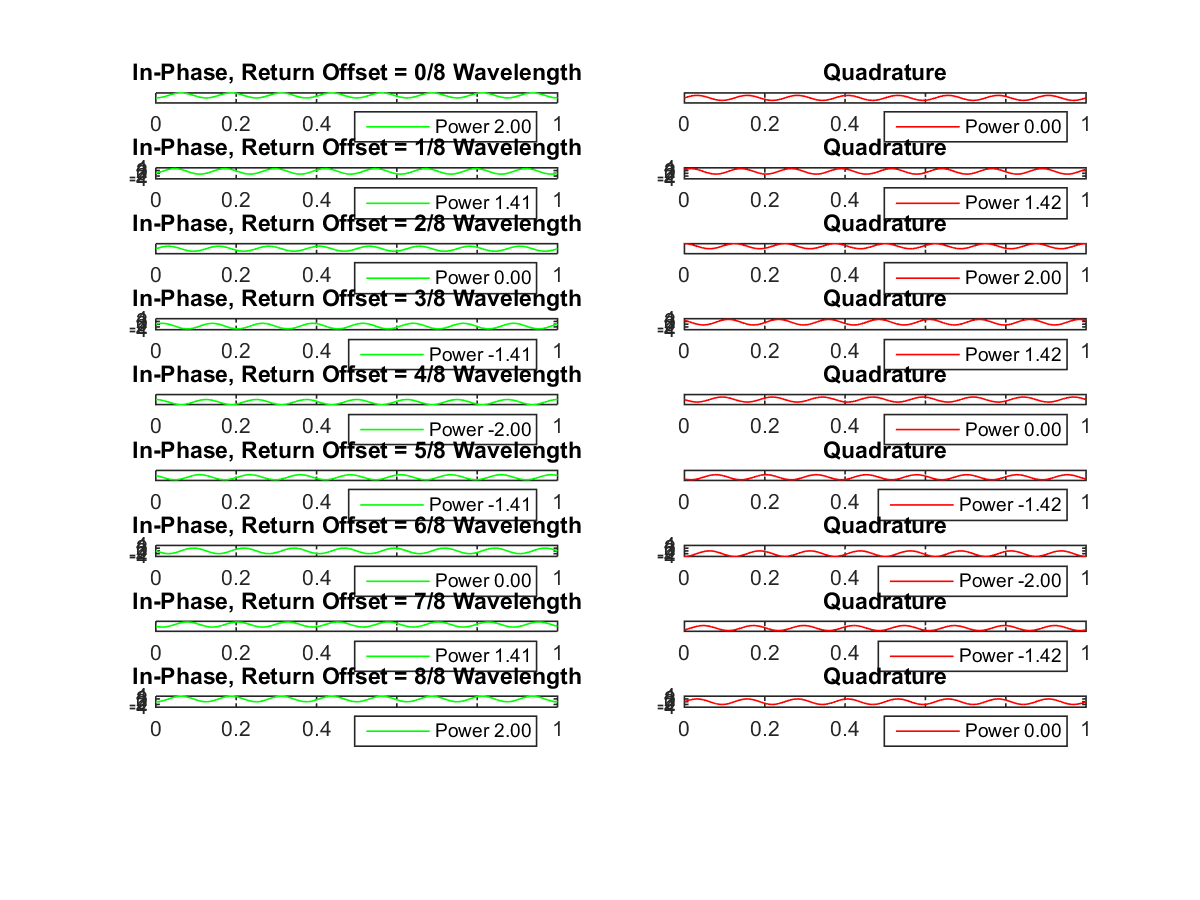 In-Phase, Return Offset = 0/8 Wavelength
Quadrature
0 0.2 0.4 1
Power 2.00
0 0.2 0.4 1
Power 0.00
In-Phase, Return Offset = 1/8 Wavelength
Quadrature
0 0.2 0.4 1
Power 1.41
0 0.2 0.4 1
Power 1.42
In-Phase, Return Offset = 2/8 Wavelength
Quadrature
0 0.2 0.4 1
Power 0.00
0 0.2 0.4 1
Power 2.00
In-Phase, Return Offset = 3/8 Wavelength
Quadrature
0 0.2 0.4 1
Power -1.41
0 0.2 0.4 1
Power 1.42
In-Phase, Return Offset = 4/8 Wavelength
Quadrature
0 0.2 0.4 1
Power -2.00
0 0.2 0.4 1
Power 0.00
In-Phase, Return Offset = 5/8 Wavelength
Quadrature
0 0.2 0.4 1
Power -1.41
0 0.2 0.4 1
Power -1.42
In-Phase, Return Offset = 6/8 Wavelength
Quadrature
0 0.2 0.4 1
Power 0.00
0 0.2 0.4 1
Power -2.00
In-Phase, Return Offset = 7/8 Wavelength
Quadrature
0 0.2 0.4 1
Power 1.41
0 0.2 0.4 1
Power -1.42
In-Phase, Return Offset = 8/8 Wavelength
Quadrature
0 0.2 0.4 1
Power 2.00
0 0.2 0.4 1
Power 0.00